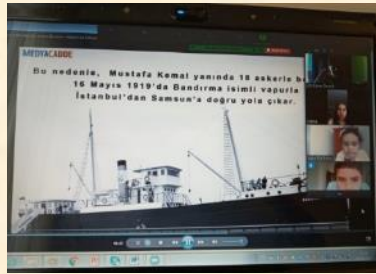 MEDYACADDE
Bu nedenle, Mustafa Kemal yanında 18 askerle
16 Mayıs 1919'da Bandırma isimli vapurla
İstanbul'dan Samsun'a doğru yola çıkar.